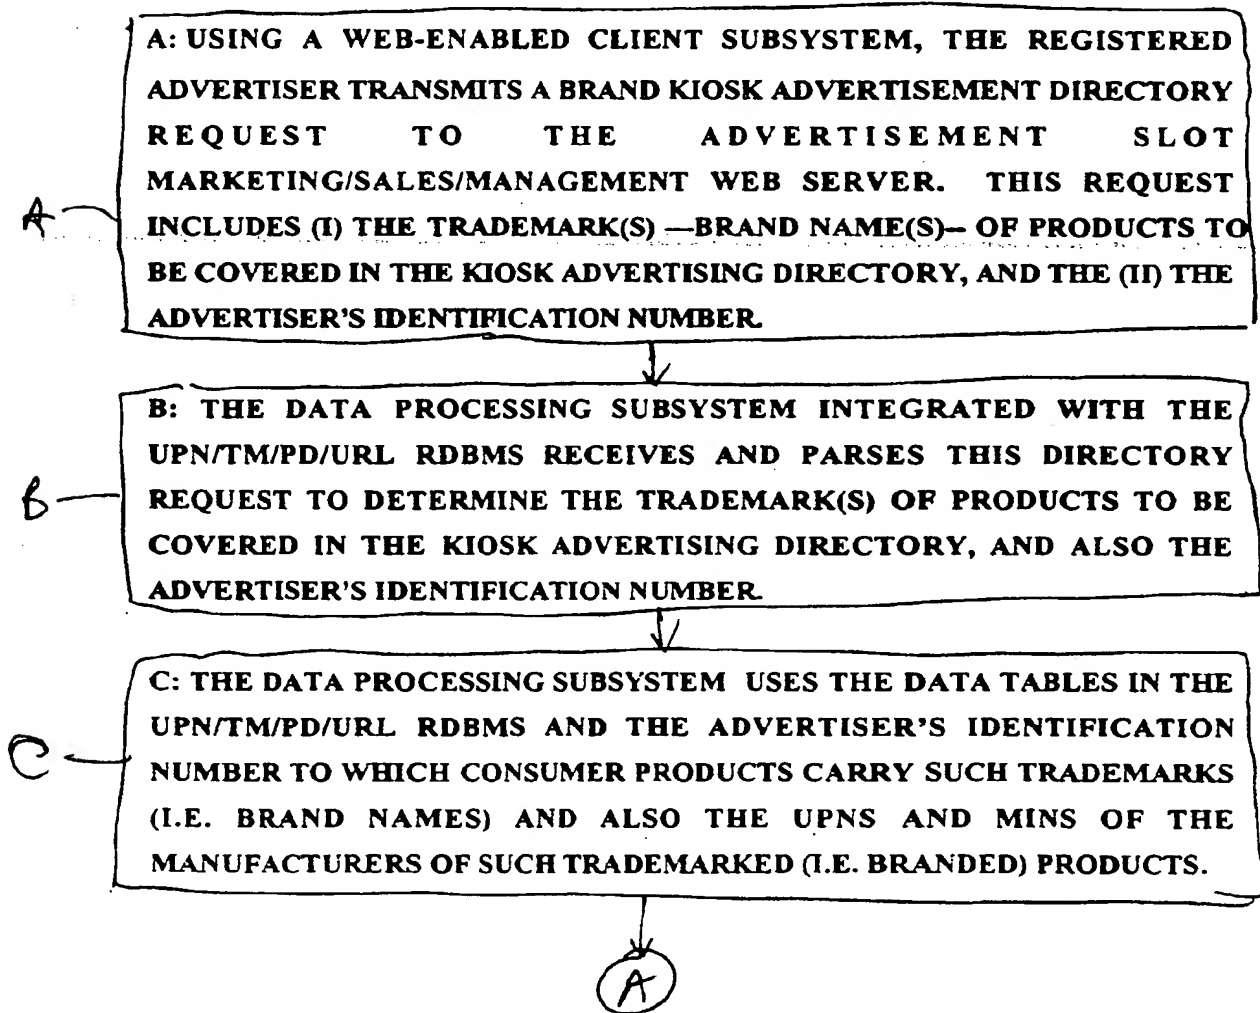 A: USING A WEB-ENABLED CLIENT SUBSYSTEM, THE REGISTERED
ADVERTISER TRANSMITS A BRAND KIOSK ADVERTISEMENT DIRECTORY
REQUEST TO THE ADVERTISEMENT SLOT
MARKETING/SALES/MANAGEMENT WEB SERVER. THIS REQUEST
A
INCLUDES (I) THE TRADEMARK(S) —BRAND NAME(S)– OF PRODUCTS TO
BE COVERED IN THE KIOSK ADVERTISING DIRECTORY, AND THE (II) THE
ADVERTISER'S IDENTIFICATION NUMBER.
B: THE DATA PROCESSING SUBSYSTEM INTEGRATED WITH THE
UPN/TM/PD/URL RDBMS RECEIVES AND PARSES THIS DIRECTORY
B
REQUEST TO DETERMINE THE TRADEMARK(S) OF PRODUCTS TO BE
COVERED IN THE KIOSK ADVERTISING DIRECTORY, AND ALSO THE
ADVERTISER'S IDENTIFICATION NUMBER.
C: THE DATA PROCESSING SUBSYSTEM USES THE DATA TABLES IN THE
UPN/TM/PD/URL RDBMS AND THE ADVERTISER'S IDENTIFICATION
C
NUMBER TO WHICH CONSUMER PRODUCTS CARRY SUCH TRADEMARKS
(I.E. BRAND NAMES) AND ALSO THE UPNS AND MINS OF THE
MANUFACTURERS OF SUCH TRADEMARKED (I.E. BRANDED) PRODUCTS.
A